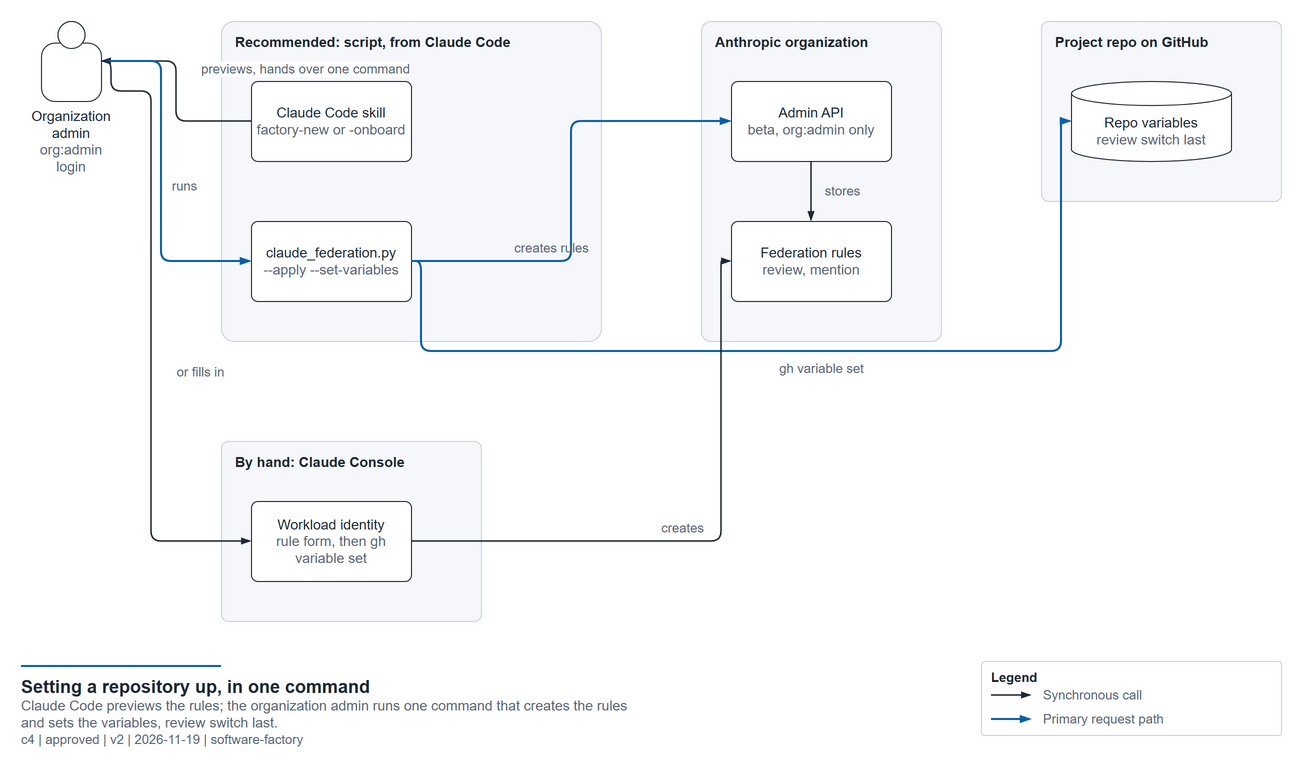 Organization
admin
org:admin
login
Recommended: script, from Claude Code
previews, hands over one command
Claude Code skill
factory-new or -onboard
runs
claude_federation.py
--apply --set-variables
creates rules
Anthropic organization
Admin API
beta, org:admin only
stores
Federation rules
review, mention
Project repo on GitHub
Repo variables
review switch last
gh variable set
or fills in
By hand: Claude Console
Workload identity
rule form, then gh
variable set
creates
Setting a repository up, in one command
Claude Code previews the rules; the organization admin runs one command that creates the rules
and sets the variables, review switch last.
c4 | approved | v2 | 2026-11-19 | software-factory
Legend
Synchronous call
Primary request path